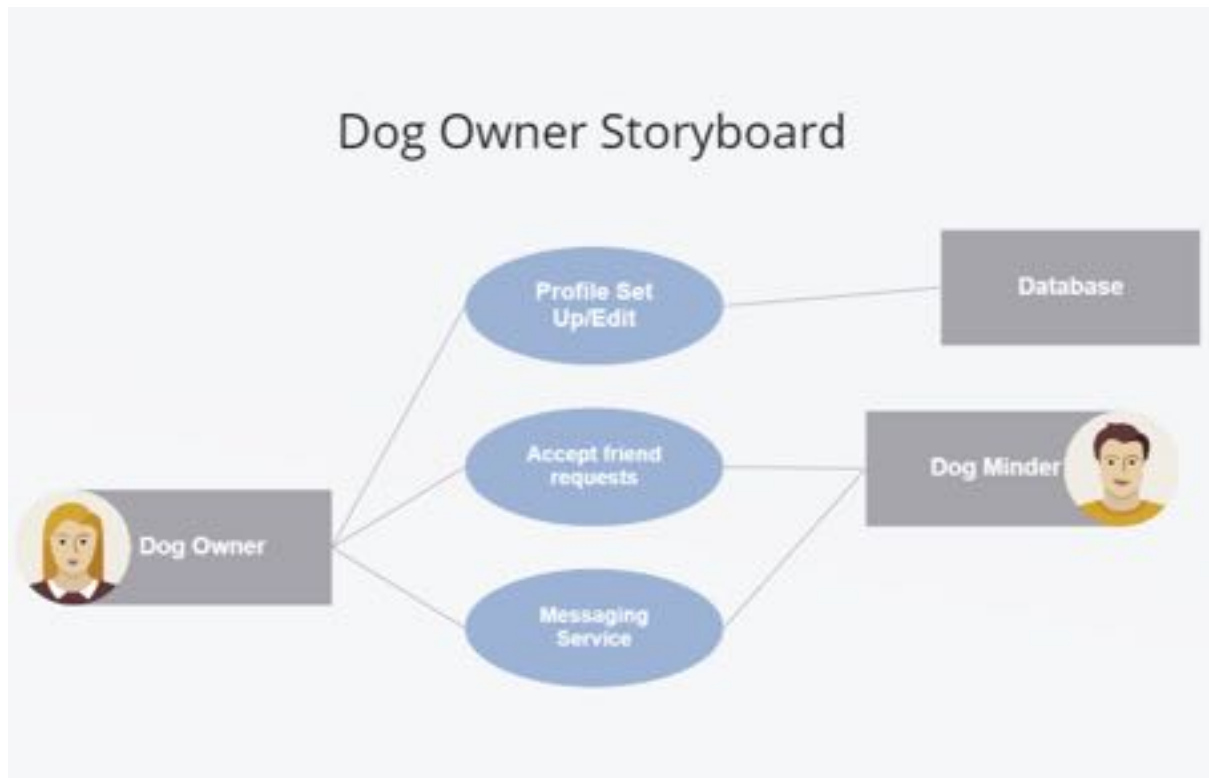 Dog Owner Storyboard
Profile Set
Up/Edit
Database
Accept friend
requests
Dog Minder
Dog Owner
Messaging
Service